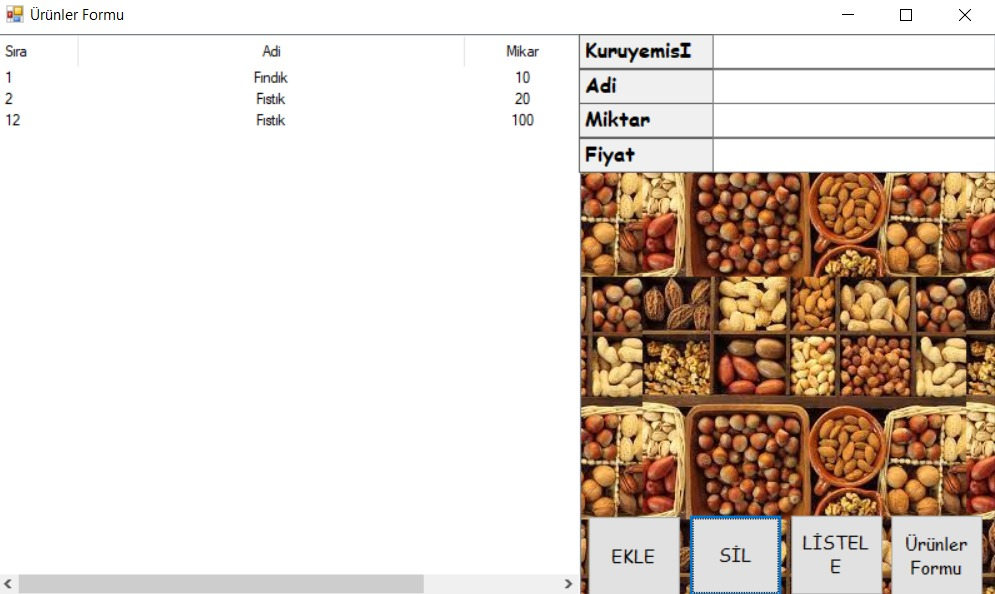 Ürünler Formu
Sıra Adi Mikar
1 Fındık 10
2 Fıstık 20
12 Fıstık 100
KuruyemisI
Adi
Miktar
Fiyat
EKLE
SİL
LİSTEL
E
Ürünler
Formu